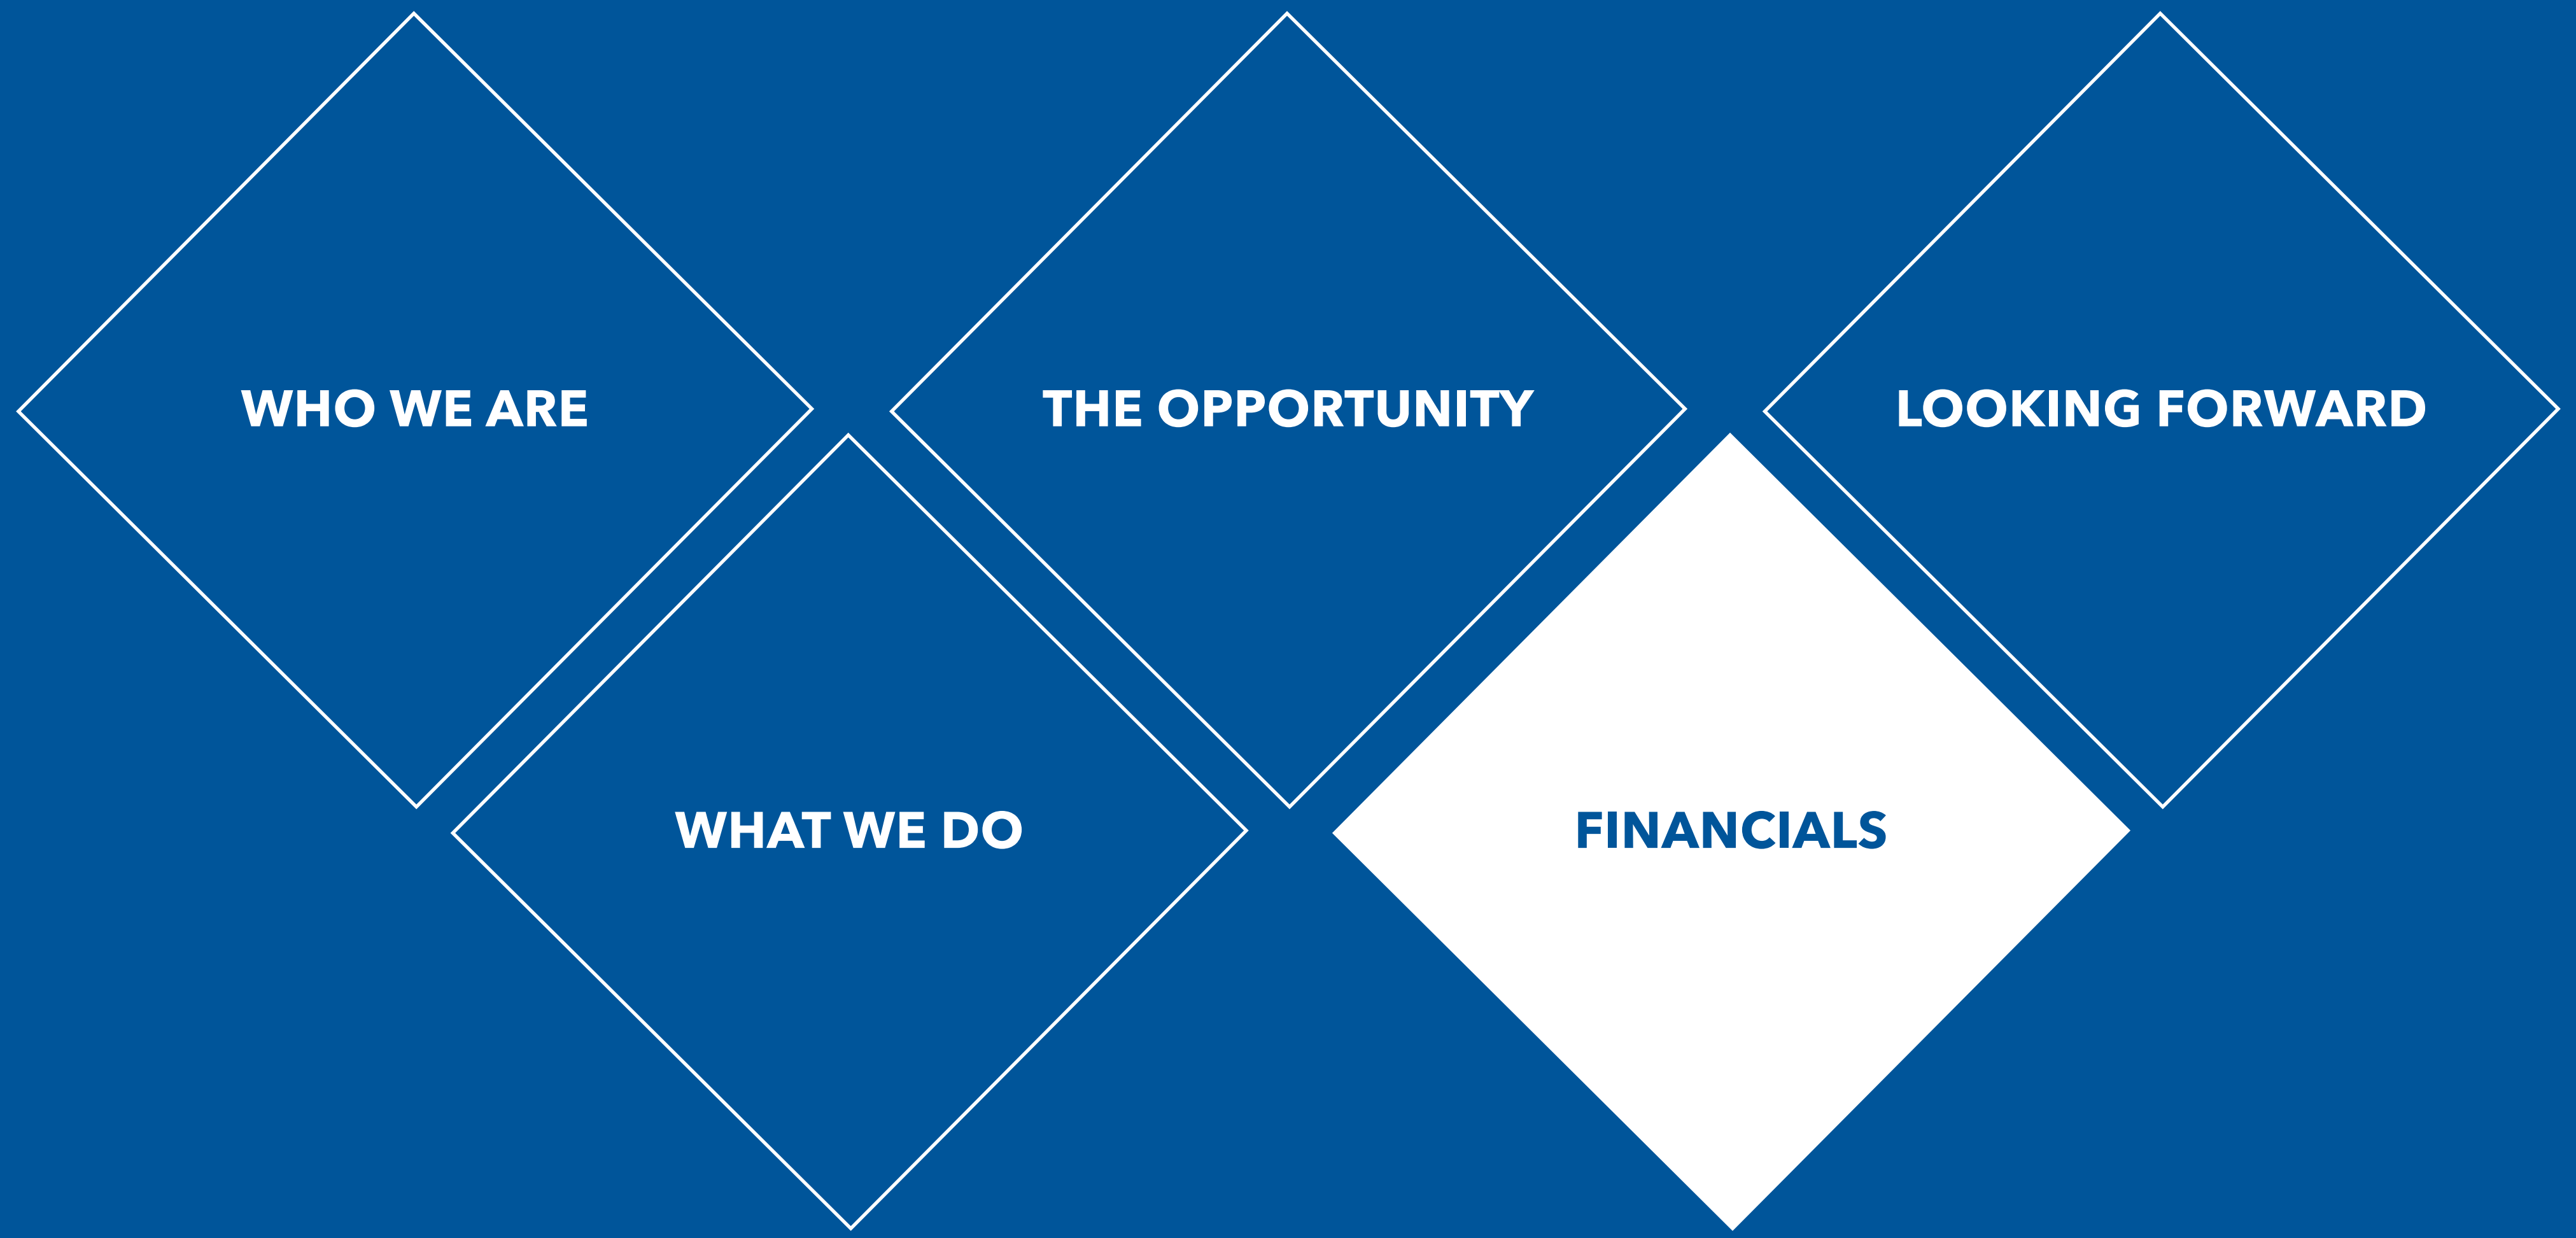 WHO WE ARE
THE OPPORTUNITY
LOOKING FORWARD
WHAT WE DO
FINANCIALS